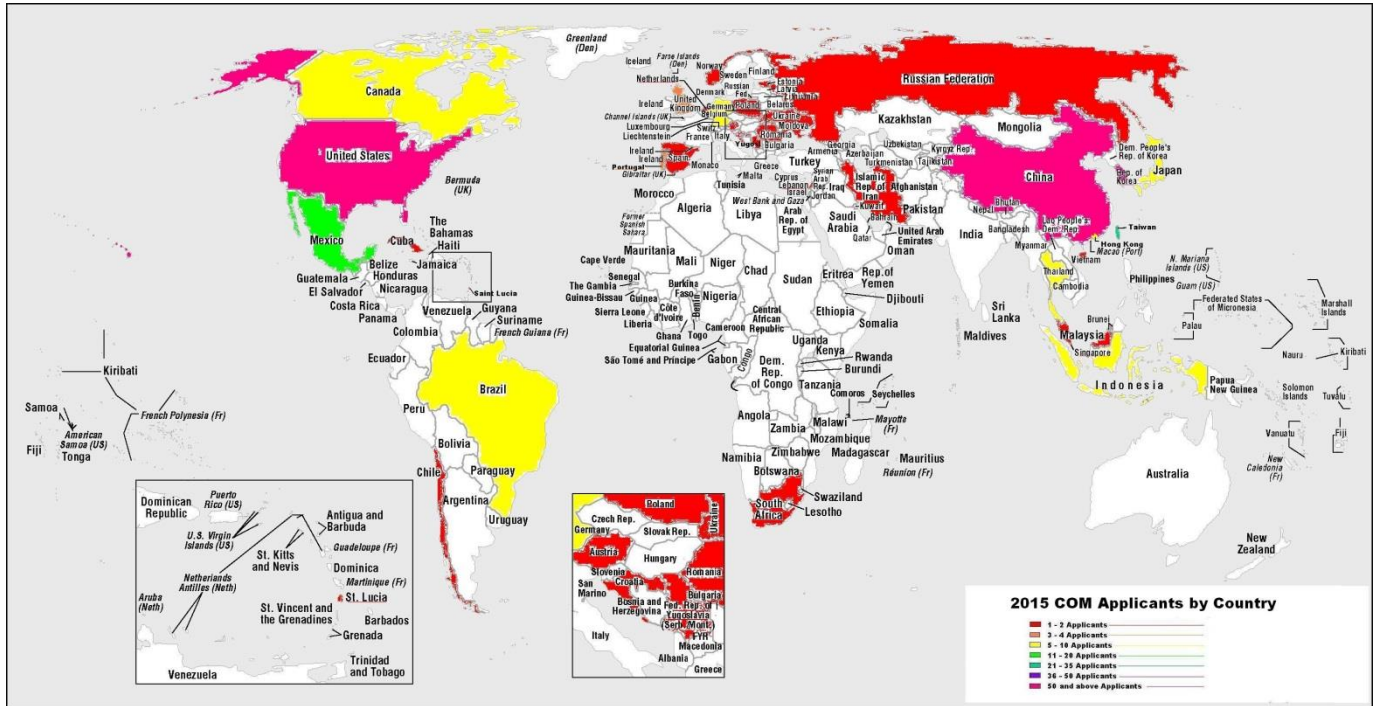 Greenland
(Den)
Iceland
Faroe Islands
(Den)
Norway
Sweden
Finland
Russian Federation
Netherlands
Denmark
Russian
Fed.
Estonia
Latvia
Lithuania
Canada
Ireland
United
Kingdom
Germany
Poland
Belarus
Channel Islands (UK)
Belgium
Ukraine
Luxembourg
Moldova
Liechtenstein
Switz
France
Italy
Romania
Yugo
Bulgaria
Kazakhstan
Mongolia
Georgia
Uzbekistan
Kyrgyz Rep.
Dem. People's
Rep. of Korea
Armenia
Azerbaijan
Turkmenistan
Tajikistan
United States
Ireland
Ireland
Portugal
Spain
Monaco
Greece
Turkey
China
Rep. of
Korea
Japan
Bermuda
(UK)
Gibraltar (UK)
Malta
Tunisia
Cyprus
Lebanon
Israel
Syrian
Arab
Rep.
Jordan
Iraq
Islamic
Rep. of
Iran
Afghanistan
Morocco
West Bank and Gaza
Kuwait
Pakistan
Bhutan
Nepal
Algeria
Libya
Arab
Rep. of
Egypt
Saudi
Arabia
Bahrain
Qatar
United Arab
Emirates
Oman
India
Bangladesh
Lao People's
Dem. Rep.
Myanmar
Taiwan
Hong Kong
Macao (Port)
Former
Spanish
Sahara
Mexico
Cuba
The
Bahamas
Haiti
Mauritania
Mali
Niger
Chad
Sudan
Eritrea
Rep. of
Yemen
Vietnam
Thailand
Cambodia
Philippines
N. Mariana
Islands (US)
Guam (US)
Belize
Jamaica
Cape Verde
Guatemala
Honduras
El Salvador
Nicaragua
Saint Lucia
Senegal
The Gambia
Guinea-Bissau
Guinea
Burkina
Faso
Benin
Nigeria
Djibouti
Federated States
of Micronesia
Marshall
Islands
Costa Rica
Panama
Venezuela
Guyana
Suriname
French Guiana (Fr)
Sierra Leone
Liberia
Côte
d'Ivoire
Ghana
Togo
Cameroon
Central
African
Republic
Ethiopia
Somalia
Sri
Lanka
Maldives
Brunei
Malaysia
Palau
Colombia
Equatorial Guinea
São Tomé and Príncipe
Gabon
Congo
Uganda
Kenya
Singapore
Nauru
Kiribati
Ecuador
Dem.
Rep.
of Congo
Rwanda
Burundi
Indonesia
Papua
New Guinea
Kiribati
Brazil
Tanzania
Comoros
Seychelles
Solomon
Islands
Tuvalu
Samoa
French Polynesia (Fr)
Peru
Angola
Zambia
Malawi
Mayotte
(Fr)
Fiji
American
Samoa (US)
Tonga
Bolivia
Mozambique
Madagascar
Vanuatu
Fiji
Namibia
Zimbabwe
Botswana
Mauritius
Réunion (Fr)
Australia
New
Caledonia
(Fr)
Chile
Paraguay
Argentina
Uruguay
South
Africa
Swaziland
Lesotho
New
Zealand
Dominican
Republic
Puerto
Rico (US)
Antigua and
Barbuda
U.S. Virgin
Islands (US)
St. Kitts
and Nevis
Guadeloupe (Fr)
Dominica
Netherlands
Antilles (Neth)
Martinique (Fr)
Aruba
(Neth)
St. Lucia
St. Vincent and
the Grenadines
Barbados
Grenada
Venezuela
Trinidad
and Tobago
Boland
Ukraine
Czech Rep.
Germany
Slovak Rep.
Austria
Hungary
Slovenia
Romania
San
Marino
Croatia
Bosnia and
Herzegovina
Bulgaria
Fed. Rep. of
Yugoslavia
(Serb./Mont.)
Italy
FYR
Macedonia
Albania
Greece
2015 COM Applicants by Country
1 - 2 Applicants
3 - 4 Applicants
5 - 10 Applicants
11 - 20 Applicants
21 - 35 Applicants
36 - 50 Applicants
50 and above Applicants